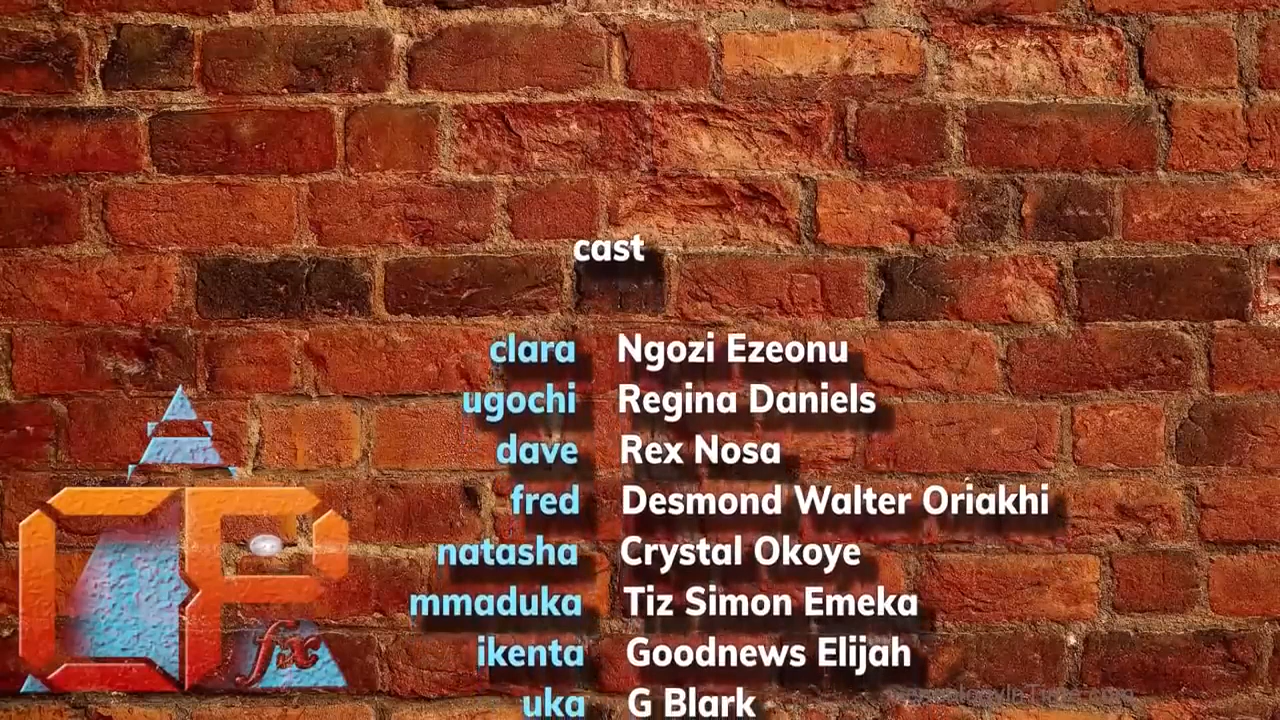 cast
clara Ngozi Ezeonu
ugochi Regina Daniels
dave Rex Nosa
fred Desmond Walter Oriakhi
natasha Crystal Okoye
mmaduka Tiz Simon Emeka
ikenta Goodnews Elijah
uka G Blark
CP
fx